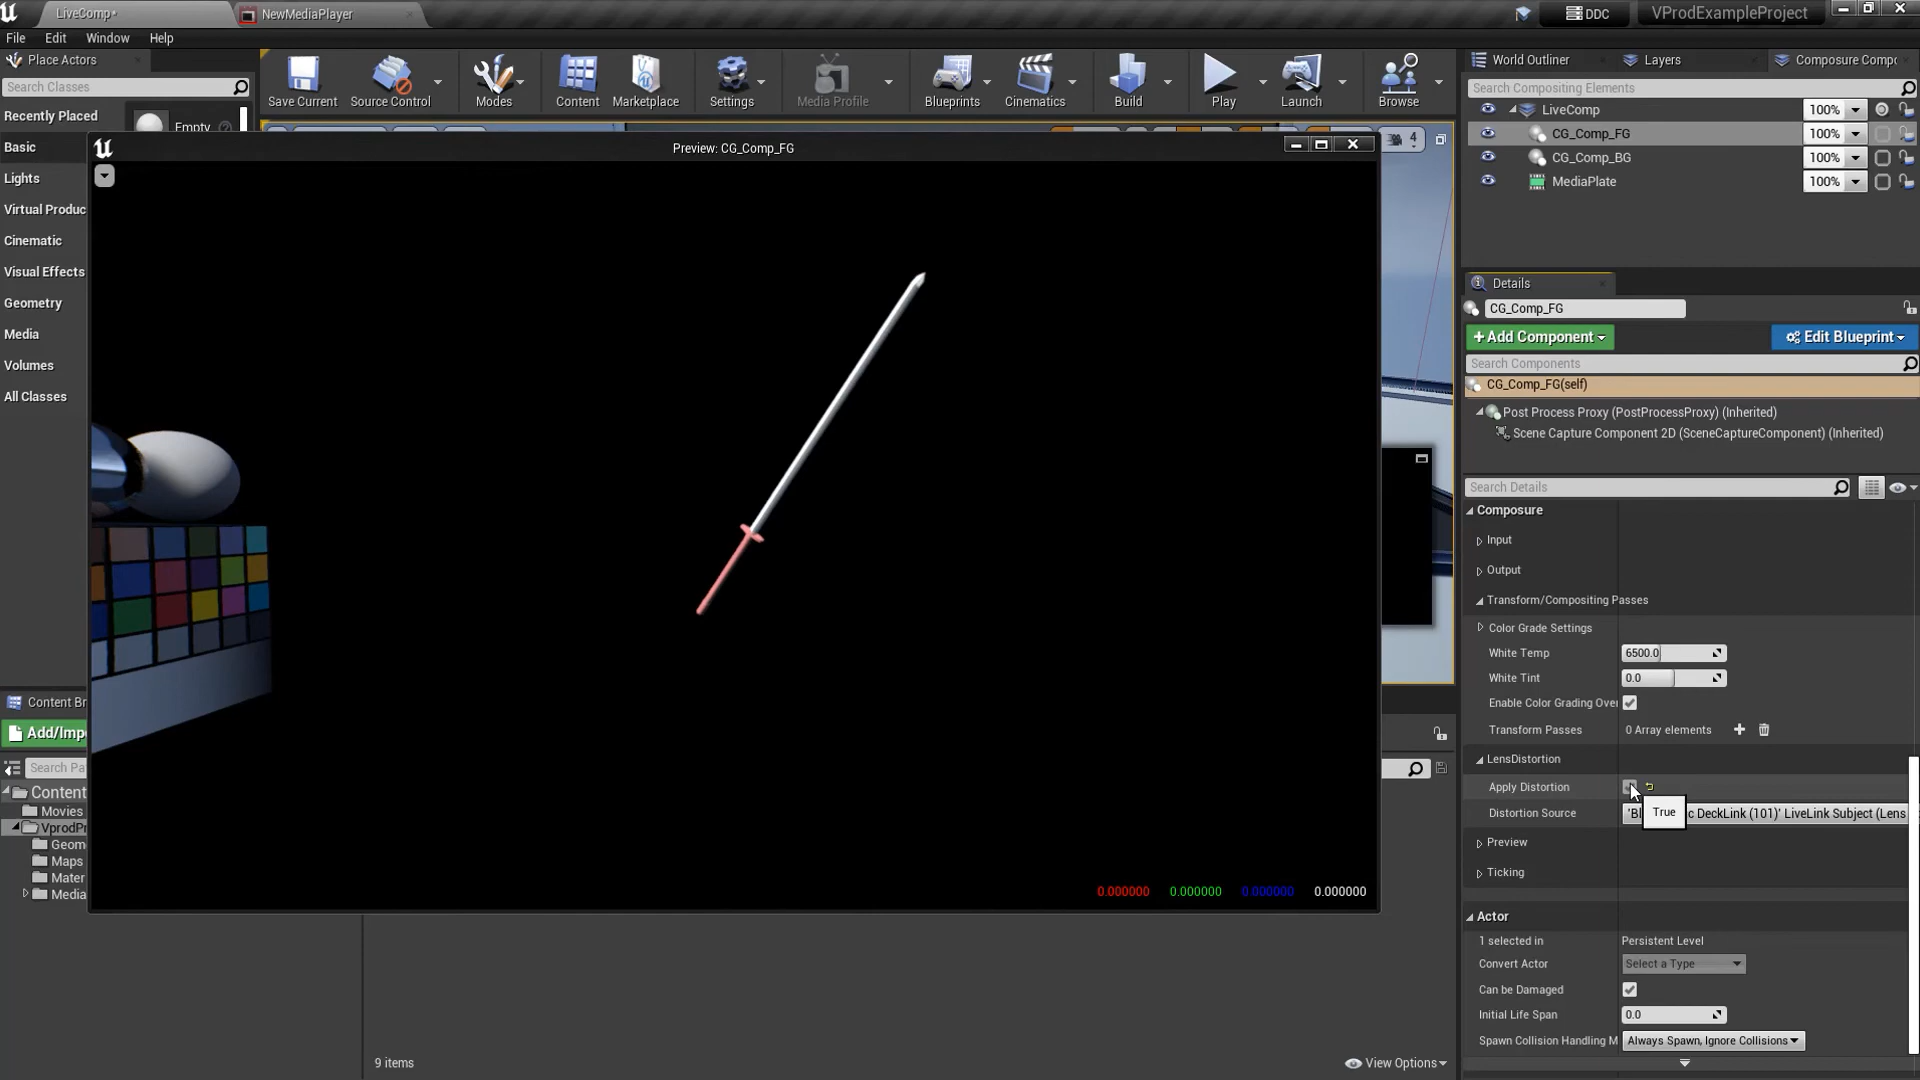 LiveComp*
NewMediaPlayer
DDC
VProdExampleProject
File Edit Window Help
Place Actors
World Outliner
Layers
Composure Compo
Search Classes
Save Current
Source Control
Modes
Content
Marketplace
Settings
Media Profile
Blueprints
Cinematics
Build
Play
Launch
Browse
Search Compositing Elements
LiveComp 100%
CG_Comp_FG 100%
CG_Comp_BG 100%
MediaPlate 100%
Recently Placed
Empty
Basic
Lights
Virtual Produc
Cinematic
Visual Effects
Geometry
Media
Volumes
All Classes
Preview: CG_Comp_FG
4
0.000000 0.000000 0.000000 0.000000
Details
CG_Comp_FG
+Add Component
Edit Blueprint
Search Components
CG_Comp_FG(self)
Post Process Proxy (PostProcessProxy) (Inherited)
Scene Capture Component 2D (SceneCaptureComponent) (Inherited)
Search Details
Composure
Input
Output
Transform/Compositing Passes
Color Grade Settings
White Temp 6500.0
White Tint 0.0
Enable Color Grading Over
Transform Passes 0 Array elements
LensDistortion
Apply Distortion
True
Distortion Source 'Bl c DeckLink (101)' LiveLink Subject (Lens
Preview
Ticking
Actor
1 selected in Persistent Level
Convert Actor Select a Type
Can be Damaged
Initial Life Span 0.0
Spawn Collision Handling M Always Spawn, Ignore Collisions
Content Br
Add/Impo
Search Pa
Content
Movies
VprodPr
Geom
Maps
Mater
Media
9 items
View Options